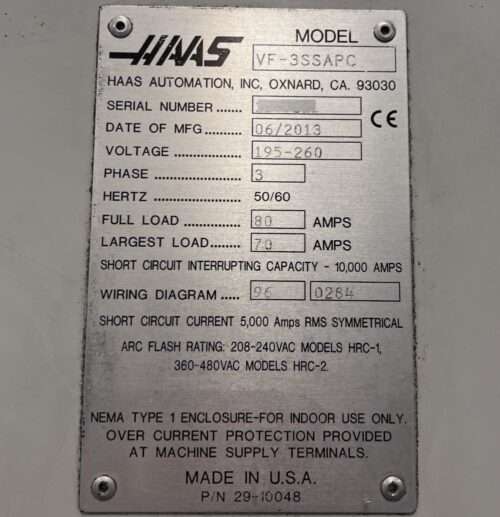 HAAS
MODEL
VF-3SSAPC
HAAS AUTOMATION, INC, OXNARD, CA. 93030
SERIAL NUMBER ................
DATE OF MFG ........... 06/2013
VOLTAGE ................ 195-260
PHASE ..................... 3
HERTZ ..................... 50/60
FULL LOAD ............ 80 AMPS
LARGEST LOAD........ 70 AMPS
SHORT CIRCUIT INTERRUPTING CAPACITY - 10,000 AMPS
WIRING DIAGRAM ..... 96 0284
SHORT CIRCUIT CURRENT 5,000 Amps RMS SYMMETRICAL
ARC FLASH RATING: 208-240VAC MODELS HRC-1,
360-480VAC MODELS HRC-2.
NEMA TYPE 1 ENCLOSURE-FOR INDOOR USE ONLY.
OVER CURRENT PROTECTION PROVIDED
AT MACHINE SUPPLY TERMINALS.
MADE IN U.S.A.
P/N 29-10048
CE